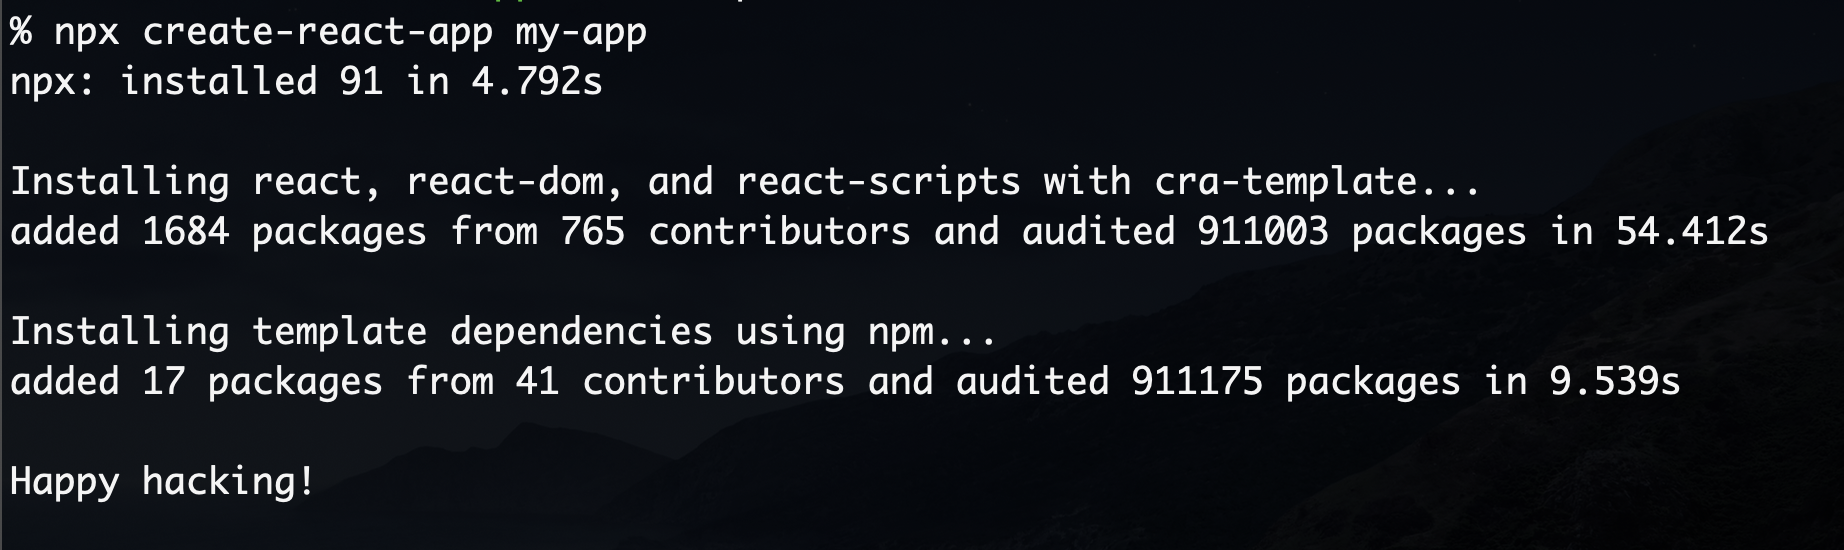 % npx create-react-app my-app
npx: installed 91 in 4.792s
Installing react, react-dom, and react-scripts with cra-template...
added 1684 packages from 765 contributors and audited 911003 packages in 54.412s
Installing template dependencies using npm...
added 17 packages from 41 contributors and audited 911175 packages in 9.539s
Happy hacking!